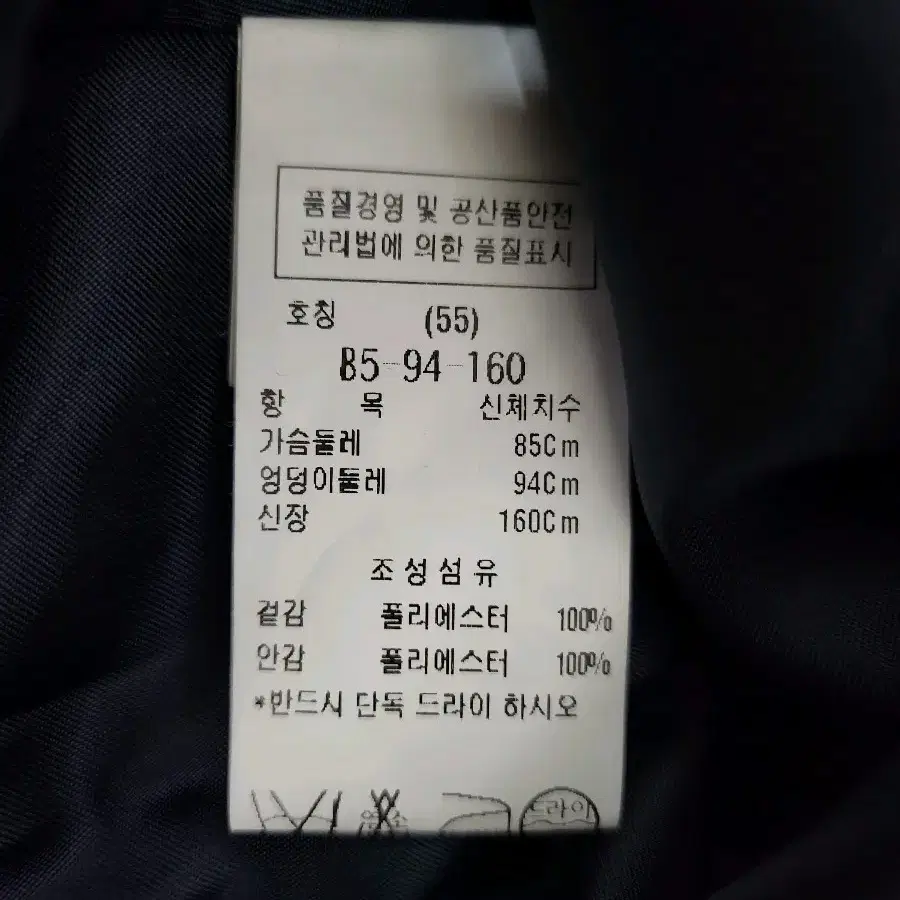 품질경영 및 공산품안전
관리법에 의한 품질표시
호칭 (55)
85-94-160
항 목 신체치수
가슴둘레 85Cm
엉덩이둘레 94Cm
신장 160Cm
조성섬유
겉감 폴리에스터 100%
안감 폴리에스터 100%
*반드시 단독 드라이 하시오
드라이